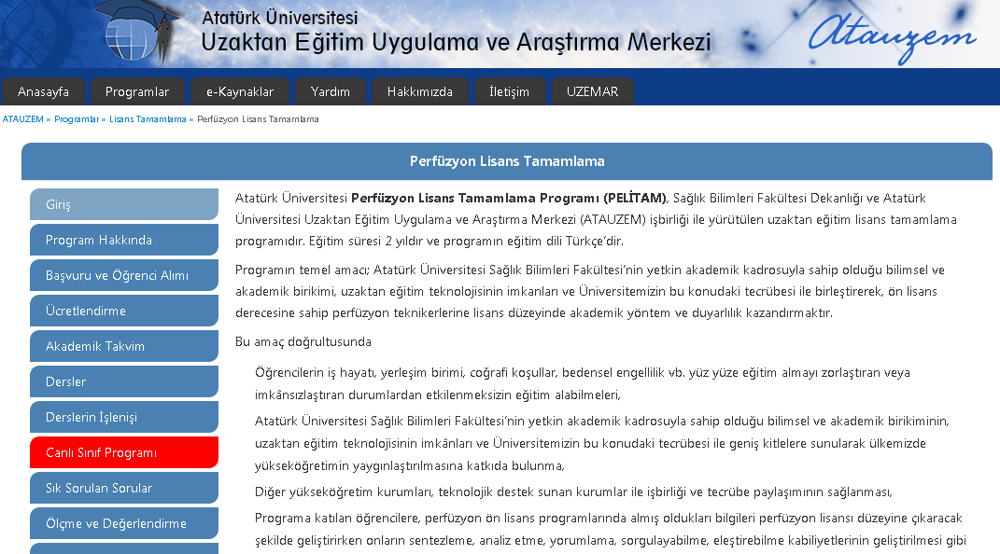 Atatürk Üniversitesi
Uzaktan Eğitim Uygulama ve Araştırma Merkezi
Atauzem
Anasayfa Programlar e-Kaynaklar Yardım Hakkımızda İletişim UZEMAR
ATAUZEM » Programlar » Lisans Tamamlama » Perfüzyon Lisans Tamamlama
Perfüzyon Lisans Tamamlama
Giriş
Program Hakkında
Başvuru ve Öğrenci Alımı
Ücretlendirme
Akademik Takvim
Dersler
Derslerin İşlenişi
Canlı Sınıf Programı
Sık Sorulan Sorular
Ölçme ve Değerlendirme
Atatürk Üniversitesi Perfüzyon Lisans Tamamlama Programı (PELİTAM), Sağlık Bilimleri Fakültesi Dekanlığı ve Atatürk
Üniversitesi Uzaktan Eğitim Uygulama ve Araştırma Merkezi (ATAUZEM) işbirliği ile yürütülen uzaktan eğitim lisans tamamlama
programıdır. Eğitim süresi 2 yıldır ve programın eğitim dili Türkçe’dir.
Programın temel amacı; Atatürk Üniversitesi Sağlık Bilimleri Fakültesi’nin yetkin akademik kadrosuyla sahip olduğu bilimsel ve
akademik birikimi, uzaktan eğitim teknolojisinin imkanları ve Üniversitemizin bu konudaki tecrübesi ile birleştirerek, ön lisans
derecesine sahip perfüzyon teknikerlerine lisans düzeyinde akademik yöntem ve duyarlılık kazandırmaktır.
Bu amaç doğrultusunda
Öğrencilerin iş hayatı, yerleşim birimi, coğrafi koşullar, bedensel engellilik vb. yüz yüze eğitim almayı zorlaştıran veya
imkânsızlaştıran durumlardan etkilenmeksizin eğitim alabilmeleri,
Atatürk Üniversitesi Sağlık Bilimleri Fakültesi’nin yetkin akademik kadrosuyla sahip olduğu bilimsel ve akademik birikiminin,
uzaktan eğitim teknolojisinin imkânları ve Üniversitemizin bu konudaki tecrübesi ile geniş kitlelere sunularak ülkemizde
yükseköğretimin yaygınlaştırılmasına katkıda bulunma,
Diğer yükseköğretim kurumları, teknolojik destek sunan kurumlar ile işbirliği ve tecrübe paylaşımının sağlanması,
Programa katılan öğrencilere, perfüzyon ön lisans programlarında almış oldukları bilgileri perfüzyon lisansı düzeyine çıkaracak
şekilde geliştirirken onların sentezleme, analiz etme, yorumlama, sorgulayabilme, eleştirebilme kabiliyetlerinin geliştirilmesi gibi